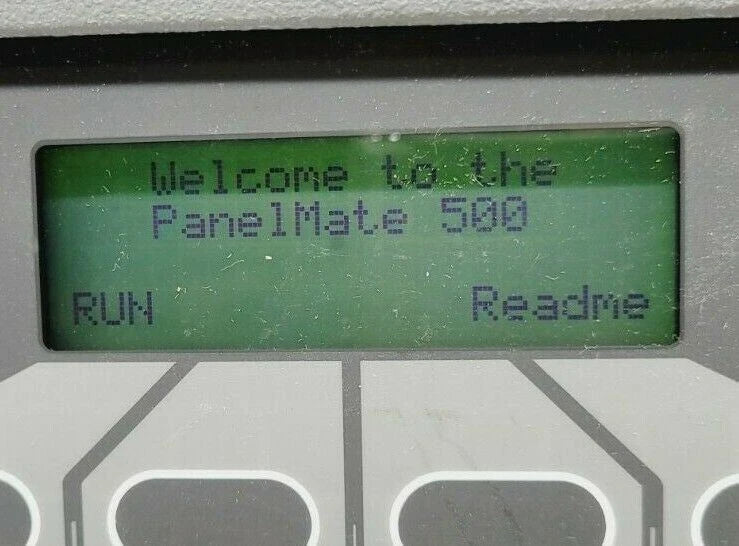 Welcome to the
PanelMate 500
RUN Readme